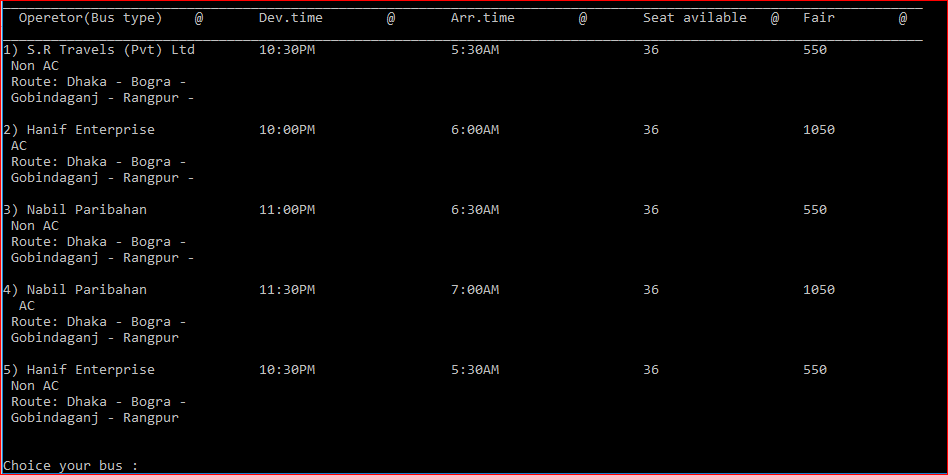 Operetor(Bus type) @ Dev.time @ Arr.time @ Seat avilable @ Fair @
1) S.R Travels (Pvt) Ltd 10:30PM 5:30AM 36 550
Non AC
Route: Dhaka - Bogra -
Gobindaganj - Rangpur -
2) Hanif Enterprise 10:00PM 6:00AM 36 1050
AC
Route: Dhaka - Bogra -
Gobindaganj - Rangpur -
3) Nabil Paribahan 11:00PM 6:30AM 36 550
Non AC
Route: Dhaka - Bogra -
Gobindaganj - Rangpur -
4) Nabil Paribahan 11:30PM 7:00AM 36 1050
AC
Route: Dhaka - Bogra -
Gobindaganj - Rangpur
5) Hanif Enterprise 10:30PM 5:30AM 36 550
Non AC
Route: Dhaka - Bogra -
Gobindaganj - Rangpur
Choice your bus :